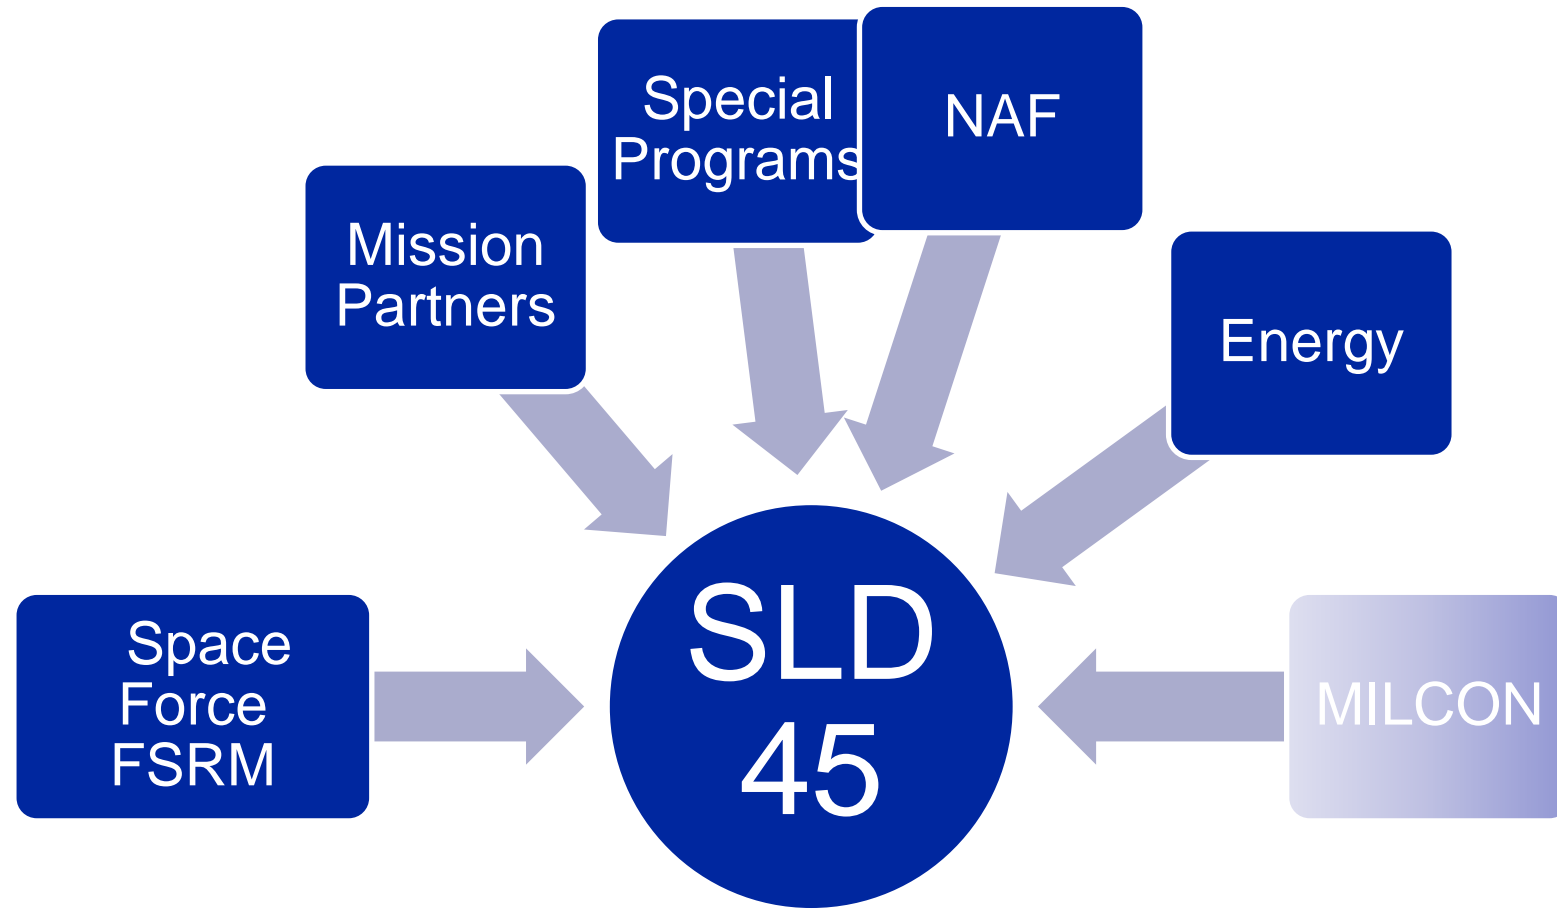 Special
Programs
NAF
Mission
Partners
Energy
Space
Force
FSRM
SLD
45
MILCON